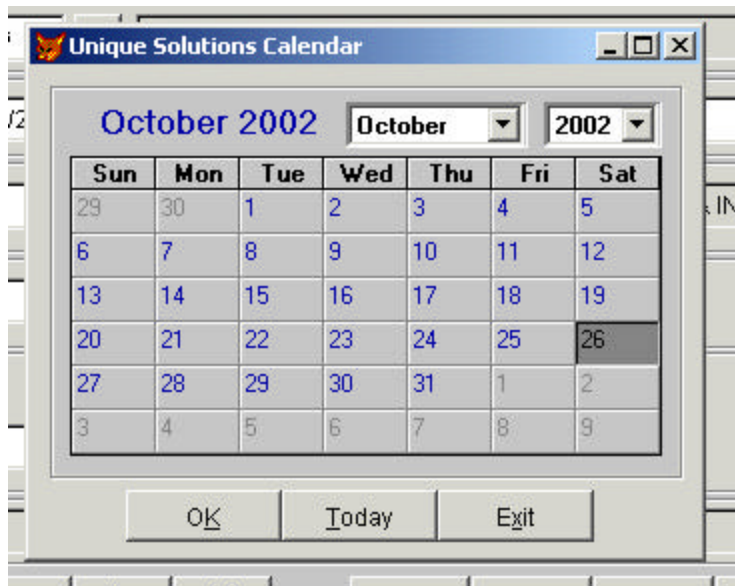 Unique Solutions Calendar
October 2002 October 2002
Sun Mon Tue Wed Thu Fri Sat
29 30 1 2 3 4 5
6 7 8 9 10 11 12
13 14 15 16 17 18 19
20 21 22 23 24 25 26
27 28 29 30 31 1 2
3 4 5 6 7 8 9
OK Today Exit